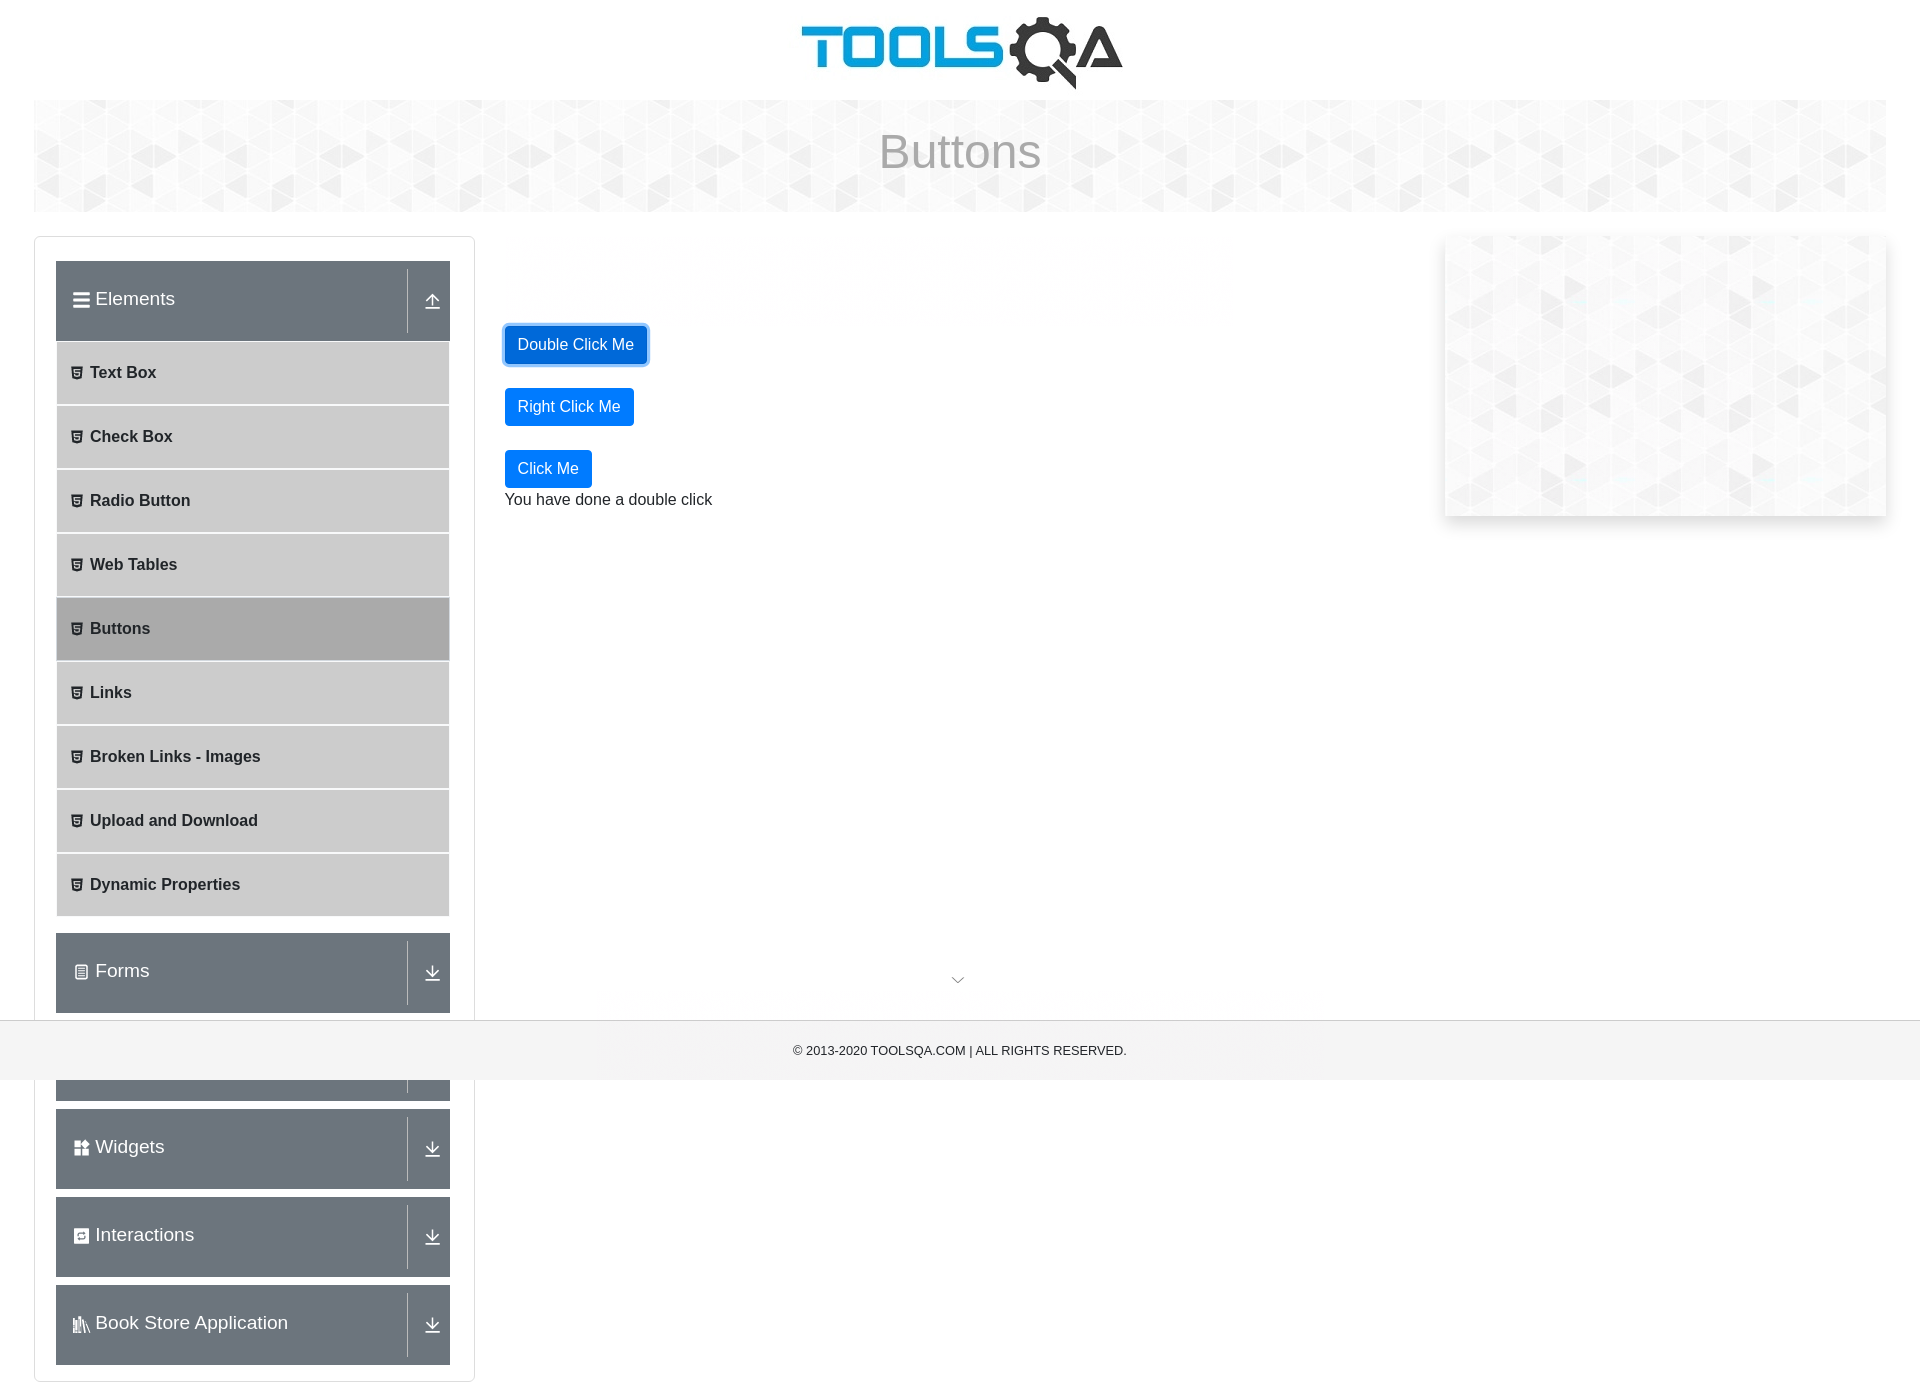 TOOLSQA
Buttons
Elements
Text Box
Check Box
Radio Button
Web Tables
Buttons
Links
Broken Links - Images
Upload and Download
Dynamic Properties
Forms
Widgets
Interactions
Book Store Application
Double Click Me
Right Click Me
Click Me
You have done a double click
© 2013-2020 TOOLSQA.COM | ALL RIGHTS RESERVED.